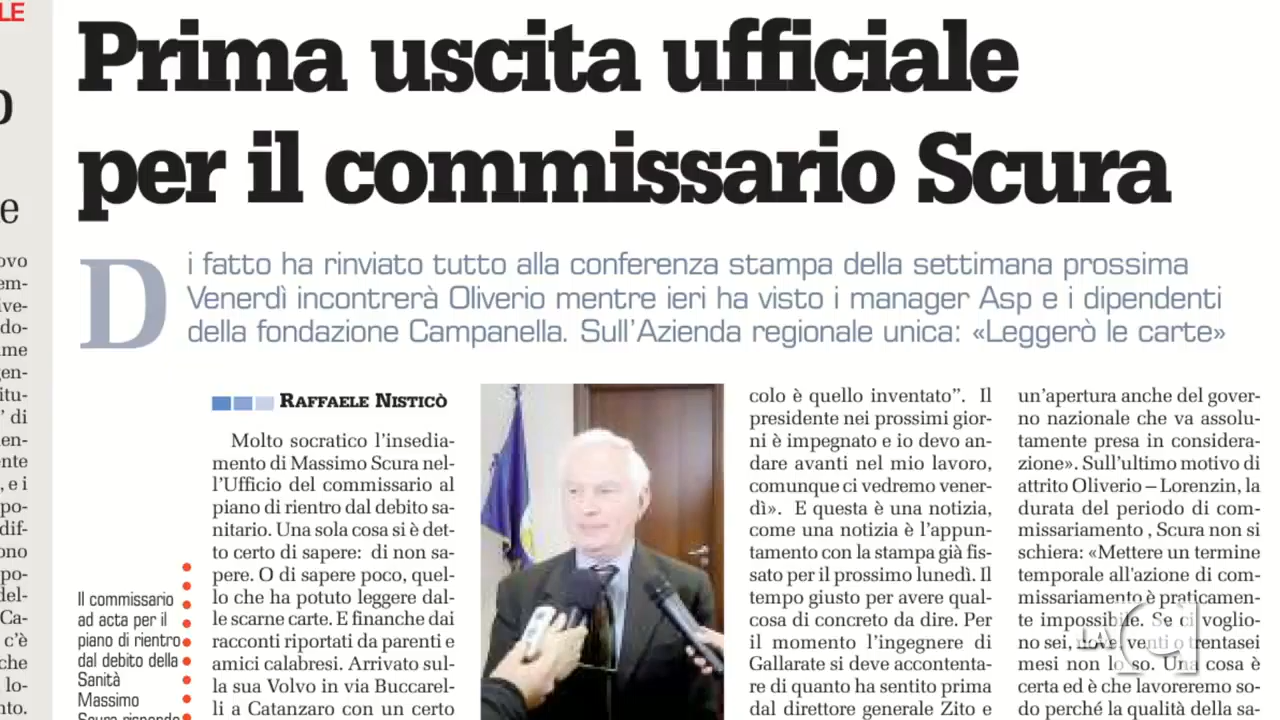 LE
Prima uscita ufficiale
per il commissario Scura
Di fatto ha rinviato tutto alla conferenza stampa della settimana prossima
Venerdì incontrerà Oliverio mentre ieri ha visto i manager Asp e i dipendenti
della fondazione Campanella. Sull'Azienda regionale unica: «Leggerò le carte»
RAFFAELE NISTICÒ
Molto socratico l'insedia-
mento di Massimo Scura nel-
l'Ufficio del commissario al
piano di rientro dal debito sa-
nitario. Una sola cosa si è det-
to certo di sapere: di non sa-
pere. O di sapere poco, quel-
lo che ha potuto leggere dal-
le scarne carte. E finanche dai
racconti riportati da parenti e
amici calabresi. Arrivato sul-
la sua Volvo in via Buccarel-
li a Catanzaro con un certo
Il commissario
ad acta per il
piano di rientro
dal debito della
Sanità
Massimo
Scura risponde
colo è quello inventato”. Il
presidente nei prossimi gior-
ni è impegnato e io devo an-
dare avanti nel mio lavoro,
comunque ci vedremo vener-
dì». E questa è una notizia,
come una notizia è l'appun-
tamento con la stampa già fis-
sato per il prossimo lunedì. Il
tempo giusto per avere qual-
cosa di concreto da dire. Per
il momento l'ingegnere di
Gallarate si deve accontenta-
re di quanto ha sentito prima
dal direttore generale Zito e
un'apertura anche del gover-
no nazionale che va assolu-
tamente presa in considera-
zione». Sull'ultimo motivo di
attrito Oliverio – Lorenzin, la
durata del periodo di com-
missariamento , Scura non si
schiera: «Mettere un termine
temporale all'azione di com-
missariamento è praticamen-
te impossibile. Se ci voglio-
no sei, nove, venti o trentasei
mesi non lo so. Una cosa è
certa ed è che lavoreremo so-
do perché la qualità della sa-
LA C